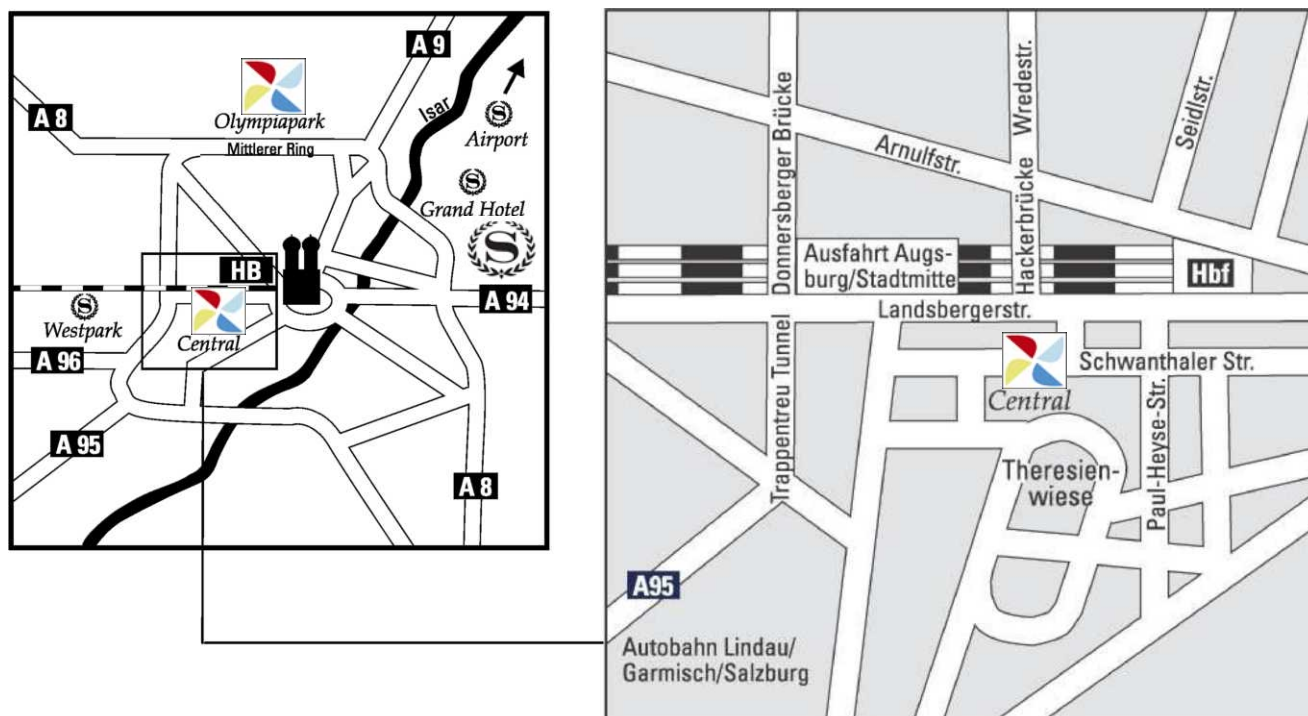 A 9
A 8
Isar
Olympiapark
Mittlerer Ring
S
Airport
S
Grand Hotel
S
HB
S
Westpark
Central
A 94
A 96
A 95
A 8
Donnersberger Brücke
Hackerbrücke Wredestr.
Seidlstr.
Arnulfstr.
Ausfahrt Augs-
burg/Stadtmitte
Hbf
Landsbergerstr.
Trappentreu Tunnel
Schwanthaler Str.
Central
Paul-Heyse-Str.
Theresien-
wiese
A95
Autobahn Lindau/
Garmisch/Salzburg